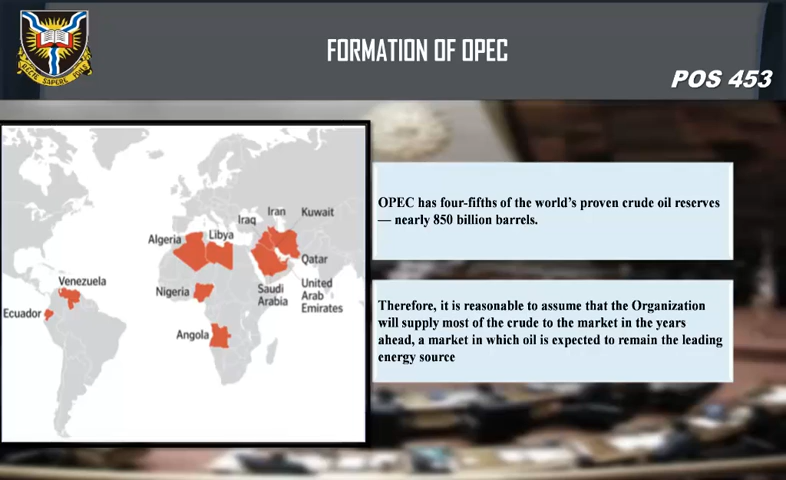 FORMATION OF OPEC
POS 453
RECTE SAPERE FONS
OPEC has four-fifths of the world's proven crude oil reserves
— nearly 850 billion barrels.
Therefore, it is reasonable to assume that the Organization
will supply most of the crude to the market in the years
ahead, a market in which oil is expected to remain the leading
energy source
Iran
Kuwait
Iraq
Algeria
Libya
Qatar
Venezuela
Nigeria
Saudi
Arabia
United
Arab
Emirates
Ecuador
Angola